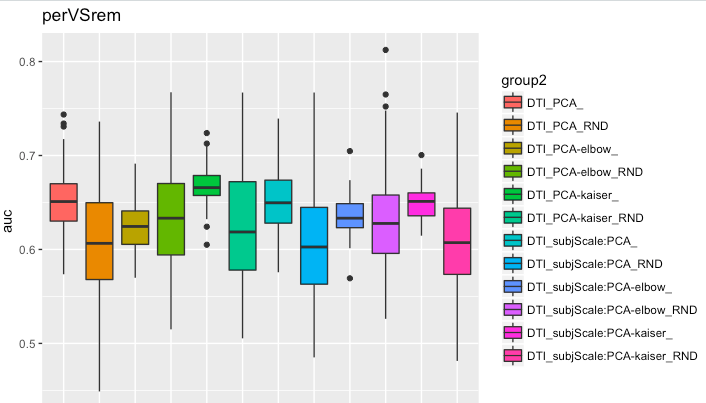 perVSrem
auc
0.8
0.7
0.6
0.5
group2
DTI_PCA_
DTI_PCA_RND
DTI_PCA-elbow_
DTI_PCA-elbow_RND
DTI_PCA-kaiser_
DTI_PCA-kaiser_RND
DTI_subjScale:PCA_
DTI_subjScale:PCA_RND
DTI_subjScale:PCA-elbow_
DTI_subjScale:PCA-elbow_RND
DTI_subjScale:PCA-kaiser_
DTI_subjScale:PCA-kaiser_RND